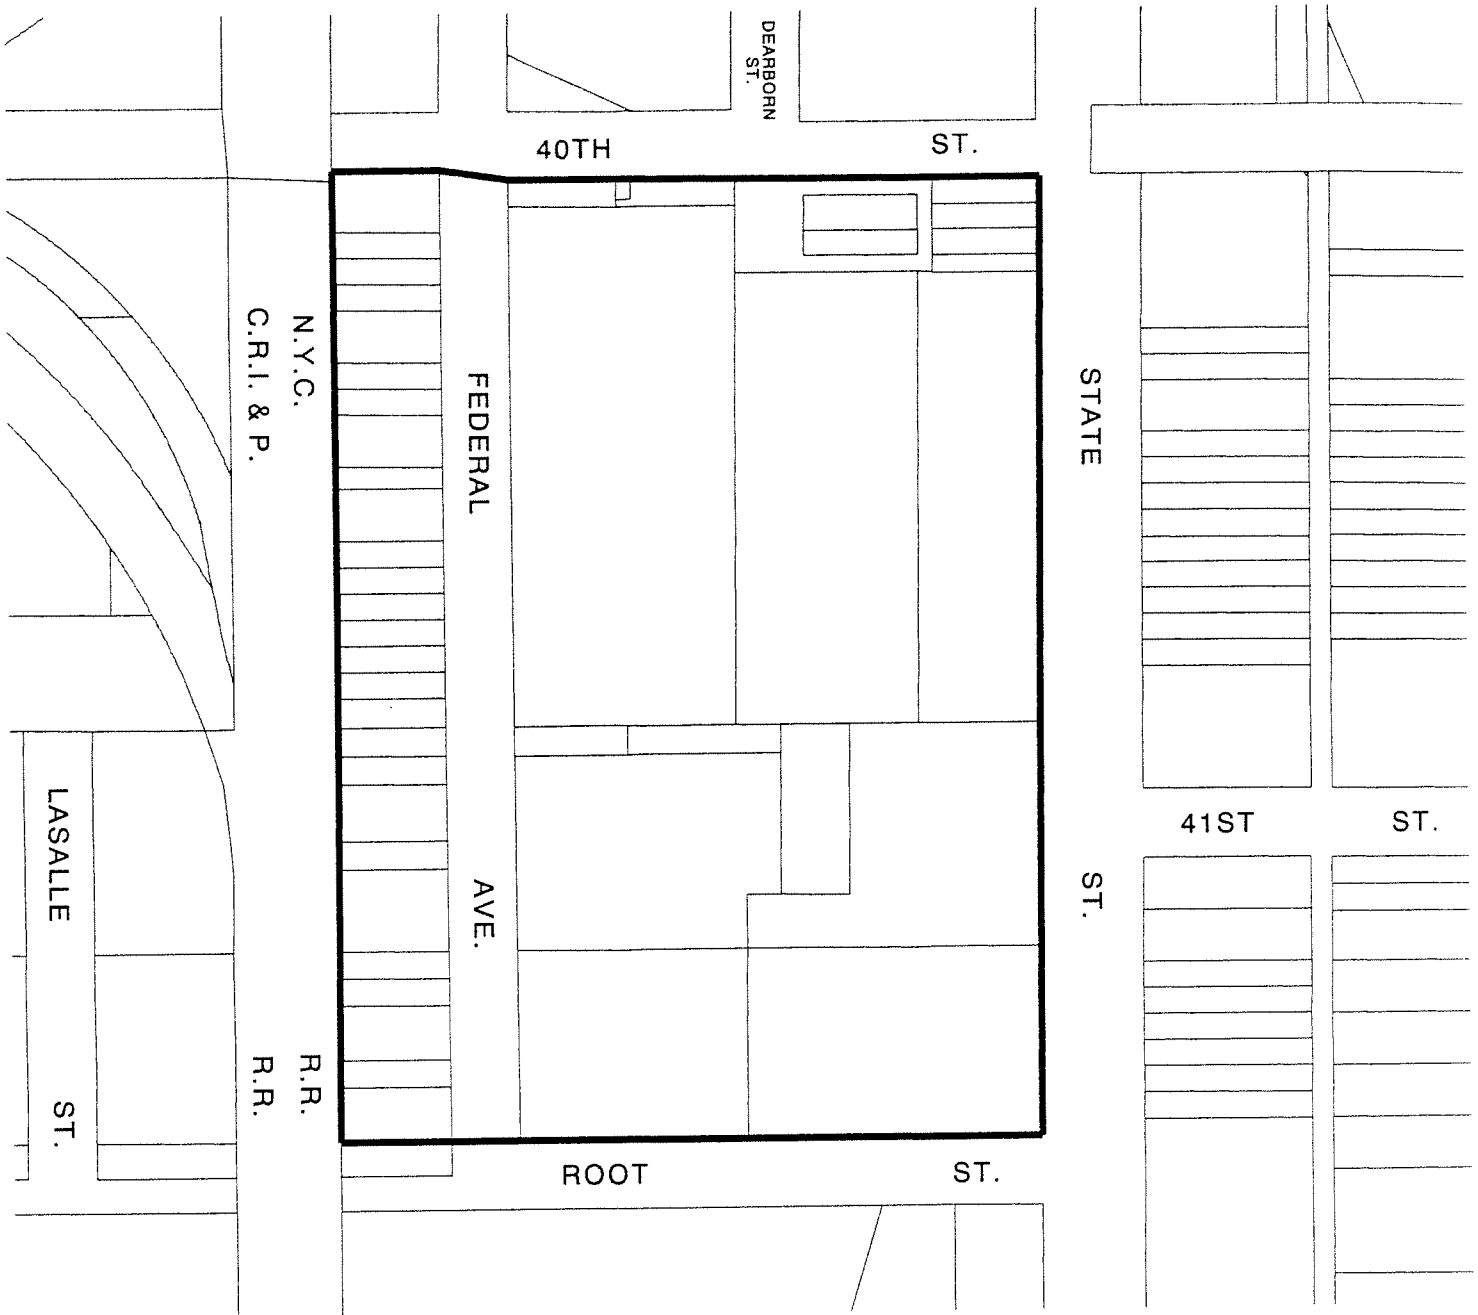 DEARBORN
ST.
40TH ST.
N.Y.C. R.R.
C.R.I. & P. R.R.
FEDERAL AVE.
STATE ST.
41ST ST.
LASALLE ST.
ROOT ST.